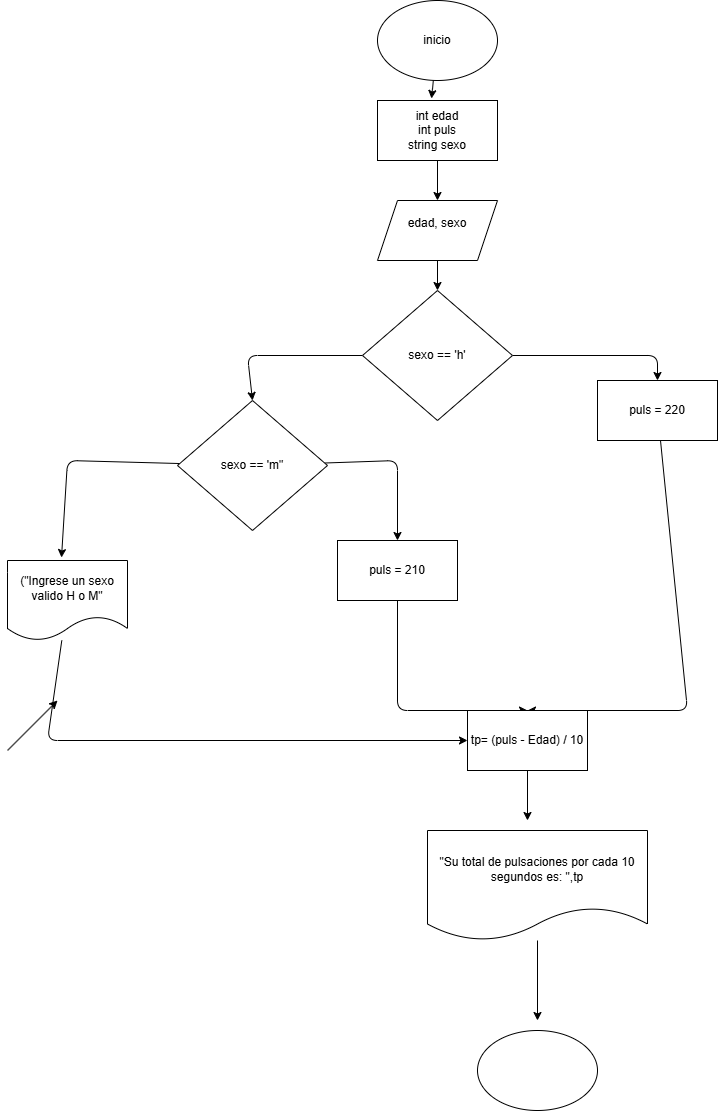 inicio
int edad
int puls
string sexo
edad, sexo
sexo == 'h'
puls = 220
sexo == 'm"
("Ingrese un sexo
valido H o M"
puls = 210
tp= (puls - Edad) / 10
"Su total de pulsaciones por cada 10
segundos es: ",tp